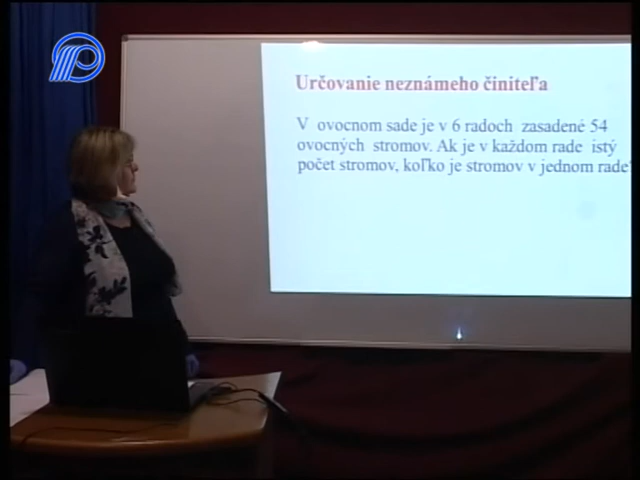 Určovanie neznámeho činiteľa
V ovocnom sade je v 6 radoch zasadené 54
ovocných stromov. Ak je v každom rade istý
počet stromov, koľko je stromov v jednom rade?